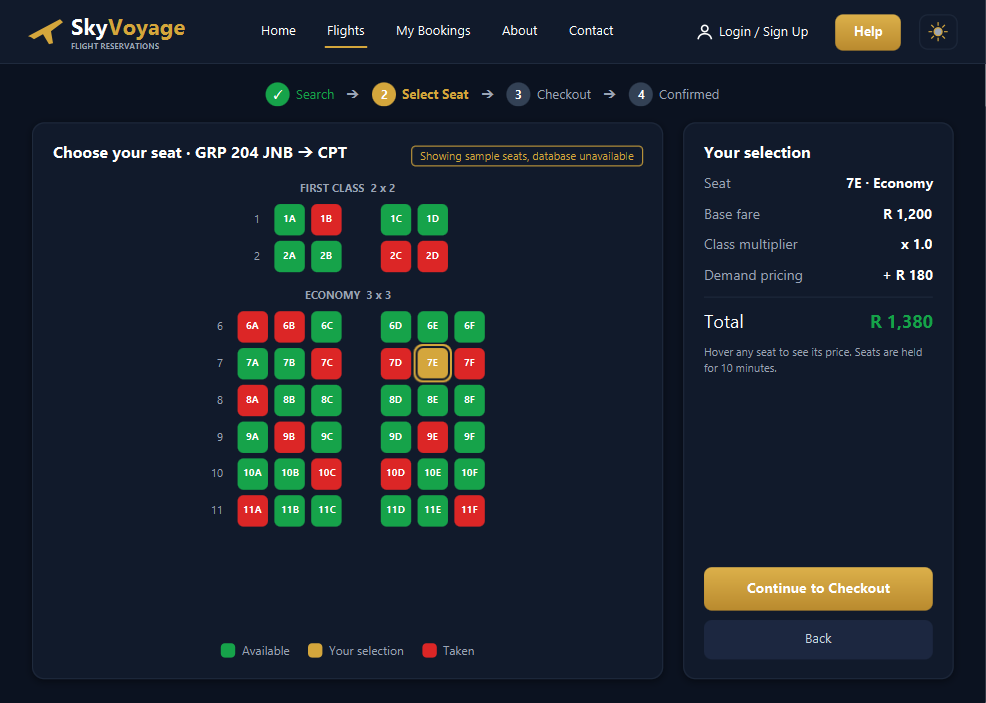 SkyVoyage
FLIGHT RESERVATIONS
Home Flights My Bookings About Contact
Login / Sign Up
Help
✓ Search → 2 Select Seat → 3 Checkout → 4 Confirmed
Choose your seat · GRP 204 JNB → CPT
Showing sample seats, database unavailable
FIRST CLASS 2 x 2
1 1A 1B 1C 1D
2 2A 2B 2C 2D
ECONOMY 3 x 3
6 6A 6B 6C 6D 6E 6F
7 7A 7B 7C 7D 7E 7F
8 8A 8B 8C 8D 8E 8F
9 9A 9B 9C 9D 9E 9F
10 10A 10B 10C 10D 10E 10F
11 11A 11B 11C 11D 11E 11F
Available Your selection Taken
Your selection
Seat 7E · Economy
Base fare R 1,200
Class multiplier x 1.0
Demand pricing + R 180
Total R 1,380
Hover any seat to see its price. Seats are held
for 10 minutes.
Continue to Checkout
Back